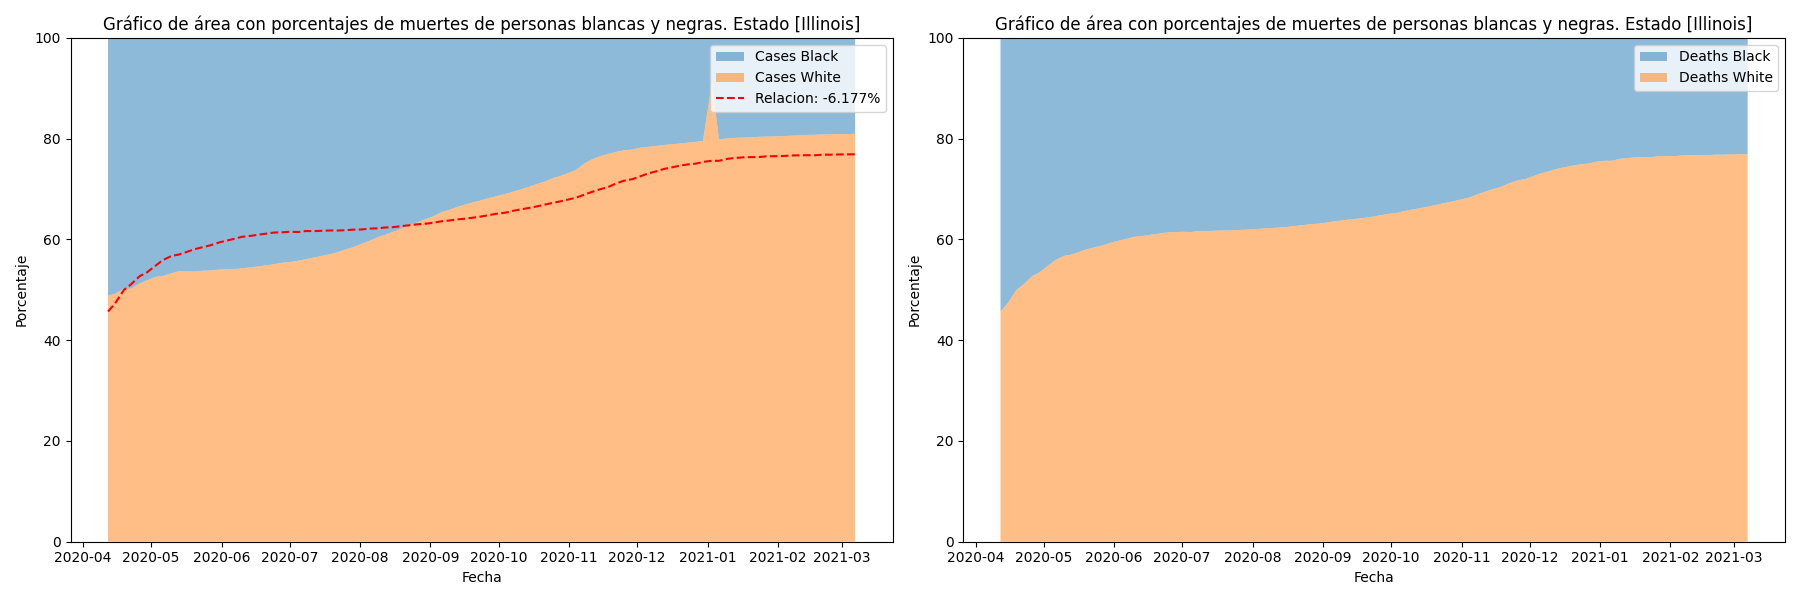 Gráfico de área con porcentajes de muertes de personas blancas y negras. Estado [Illinois]
100
80
60
40
20
0
Porcentaje
Cases Black
Cases White
Relacion: -6.177%
2020-04 2020-05 2020-06 2020-07 2020-08 2020-09 2020-10 2020-11 2020-12 2021-01 2021-02 2021-03
Fecha
Gráfico de área con porcentajes de muertes de personas blancas y negras. Estado [Illinois]
100
80
60
40
20
0
Porcentaje
Deaths Black
Deaths White
2020-04 2020-05 2020-06 2020-07 2020-08 2020-09 2020-10 2020-11 2020-12 2021-01 2021-02 2021-03
Fecha